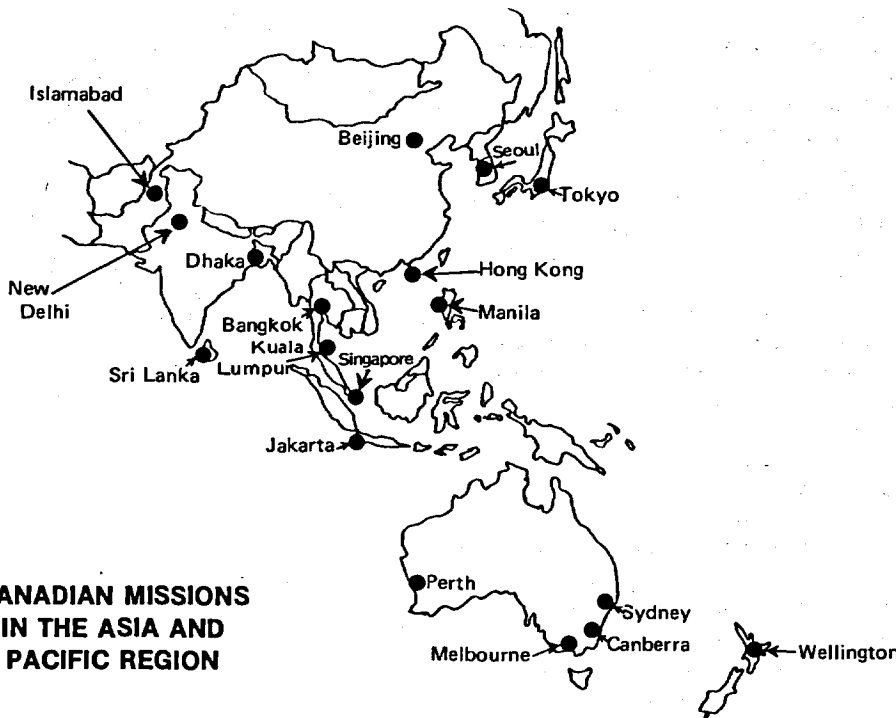 Islamabad
Beijing
Seoul
Tokyo
Dhaka
Hong Kong
New
Delhi
Manila
Bangkok
Kuala
Lumpur
Singapore
Sri Lanka
Jakarta
Perth
Sydney
Canberra
Melbourne
Wellington
ANADIAN MISSIONS
IN THE ASIA AND
PACIFIC REGION